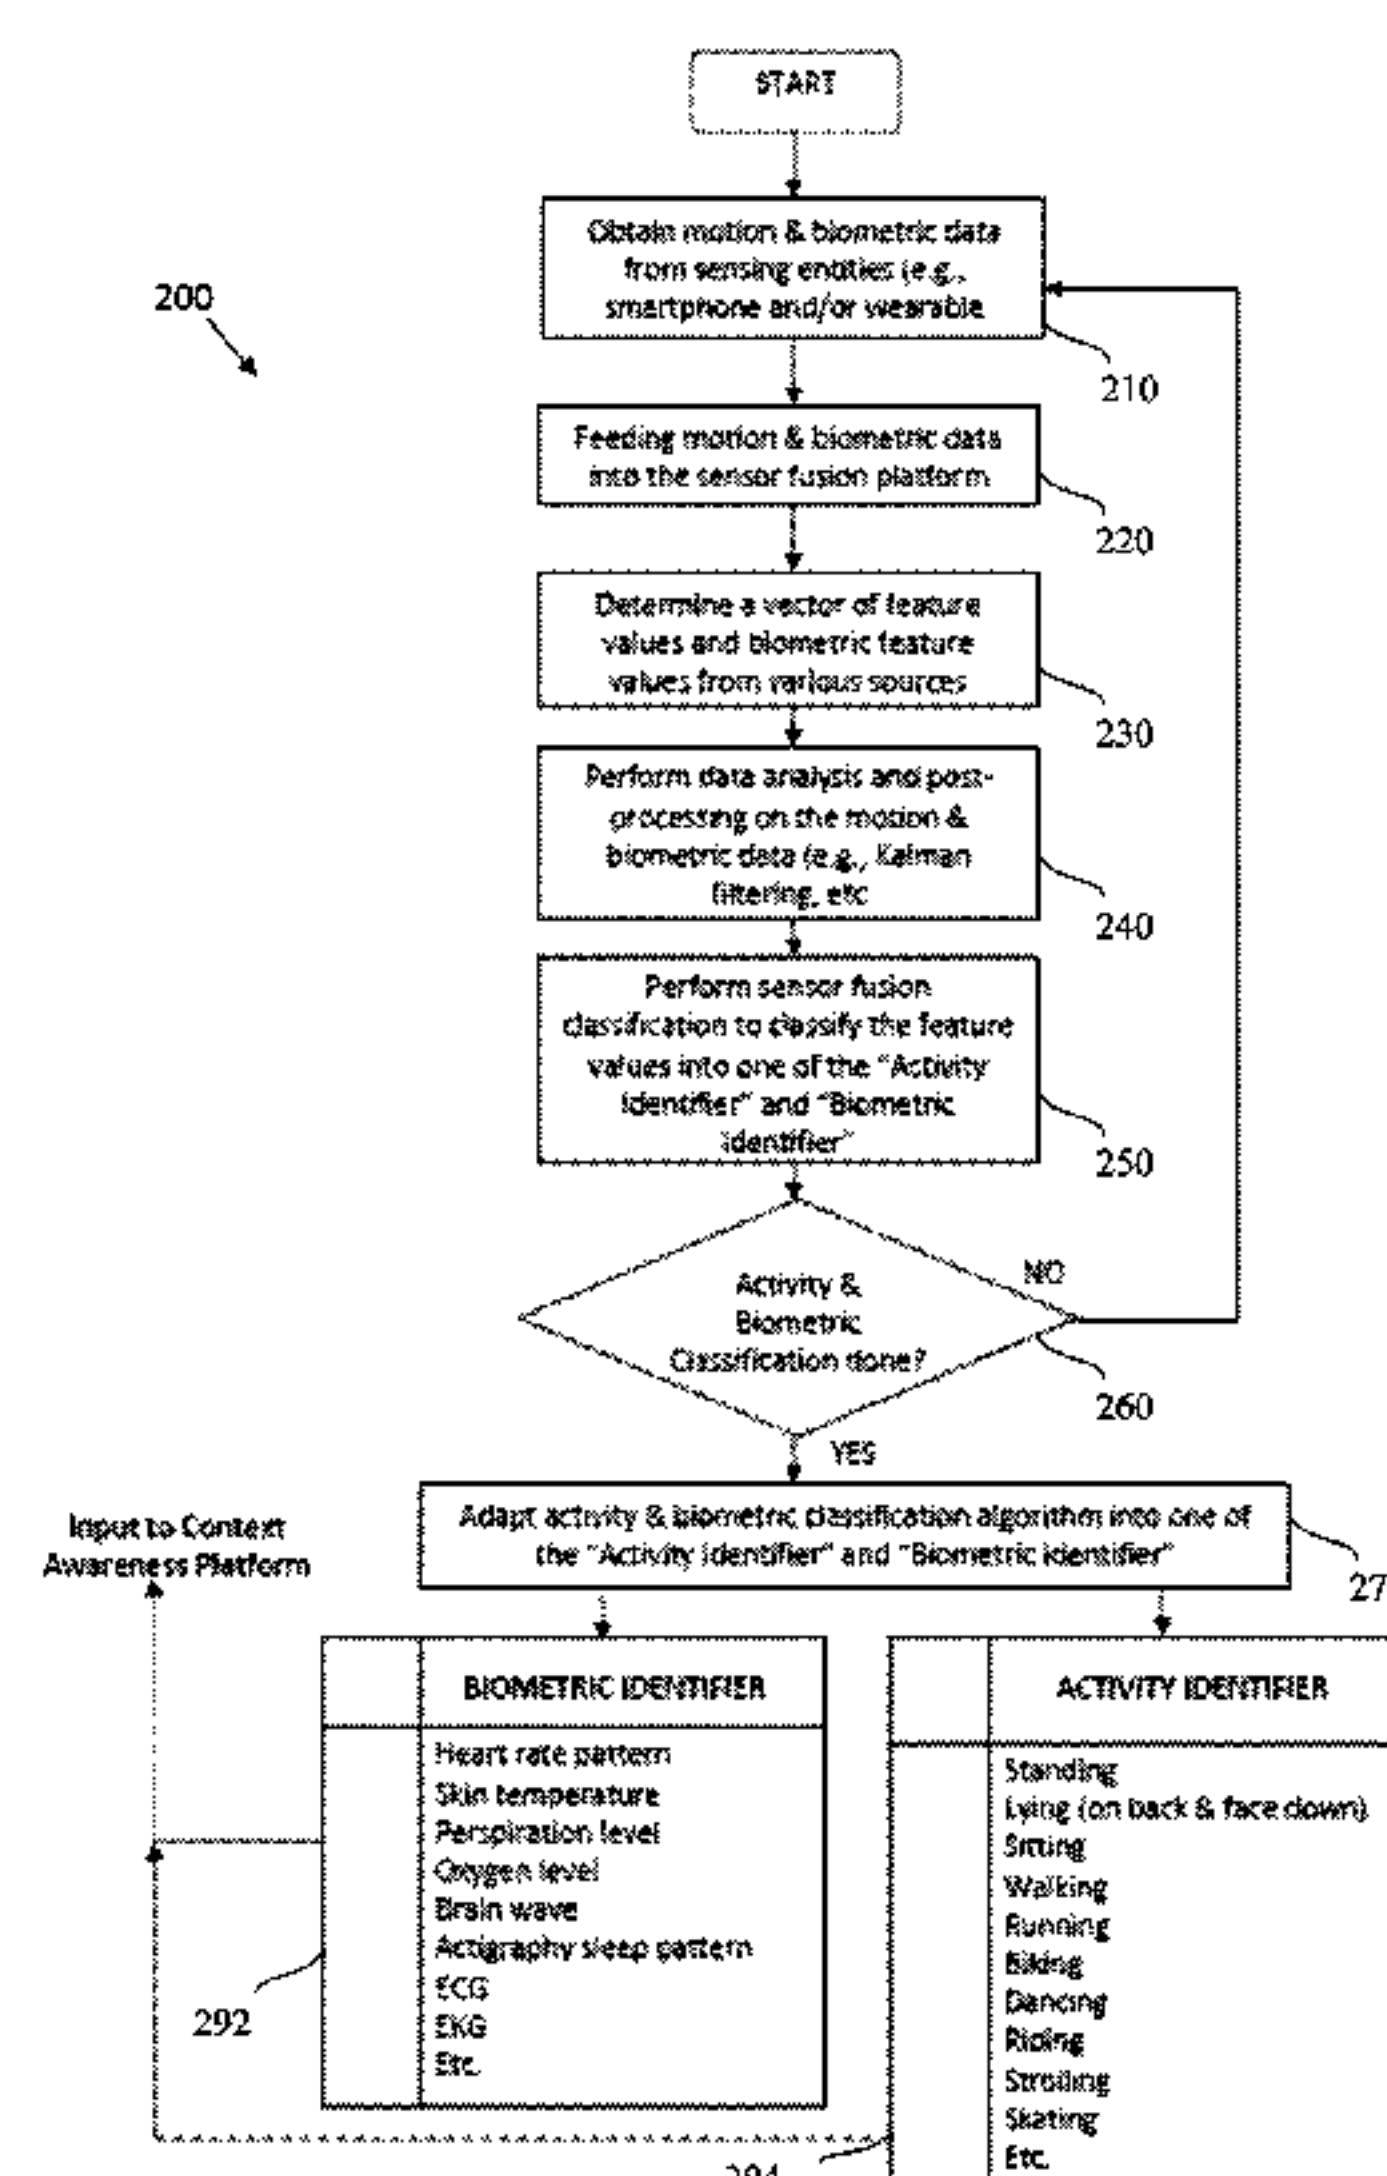 START
200
Obtain motion & biometric data
from sensing entities (e.g.,
smartphone and/or wearable
210
Feeding motion & biometric data
into the sensor fusion platform
220
Determine a vector of feature
values and biometric feature
values from various sources
230
Perform data analysis and post-
processing on the motion &
biometric data (e.g., Kalman
filtering, etc
240
Perform sensor fusion
classification to classify the feature
values into one of the "Activity
Identifier" and "Biometric
identifier"
250
Activity &
Biometric
Classification done?
NO
260
YES
Adapt activity & biometric classification algorithm into one of
the "Activity Identifier" and "Biometric identifier"
27
Input to Context
Awareness Platform
BIOMETRIC IDENTIFIER
Heart rate pattern
Skin temperature
Perspiration level
Oxygen level
Brain wave
Actigraphy sleep pattern
ECG
EKG
Etc.
292
ACTIVITY IDENTIFIER
Standing
Lying (on back & face down)
Sitting
Walking
Running
Biking
Dancing
Riding
Strolling
Skating
Etc.